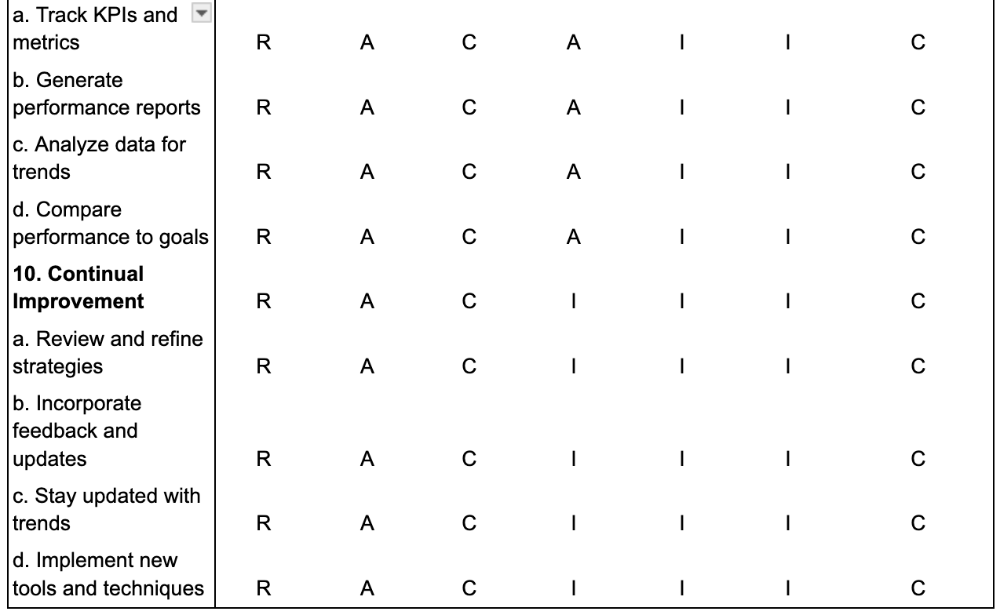 a. Track KPIs and
metrics R A C A I I C
b. Generate
performance reports R A C A I I C
c. Analyze data for
trends R A C A I I C
d. Compare
performance to goals R A C A I I C
10. Continual
Improvement R A C I I I C
a. Review and refine
strategies R A C I I I C
b. Incorporate
feedback and
updates R A C I I I C
c. Stay updated with
trends R A C I I I C
d. Implement new
tools and techniques R A C I I I C